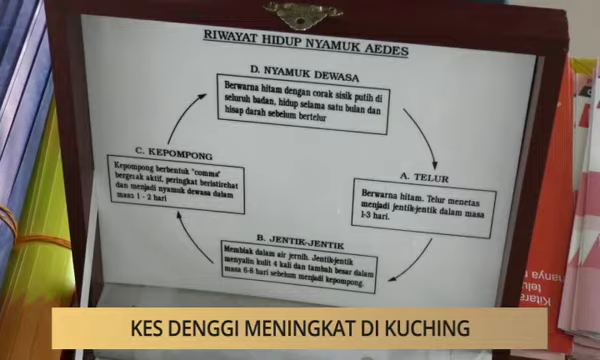 RIWAYAT HIDUP NYAMUK AEDES
D. NYAMUK DEWASA
Berwarna hitam dengan corak sisik putih di
seluruh badan, hidup selama satu bulan dan
hisap darah sebelum bertelur
A. TELUR
Berwarna hitam. Telur menetas
menjadi jentik-jentik dalam masa
1-3 hari.
B. JENTIK-JENTIK
Membiak dalam air jernih. Jentik-jentik
menyalin kulit 4 kali dan tambah besar dalam
masa 6-8 hari sebelum menjadi kepompong.
C. KEPOMPONG
Kepompong berbentuk "comma"
bergerak aktif, peringkat beristirehat
dan menjadi nyamuk dewasa dalam
masa 1 - 2 hari
KES DENGGI MENINGKAT DI KUCHING